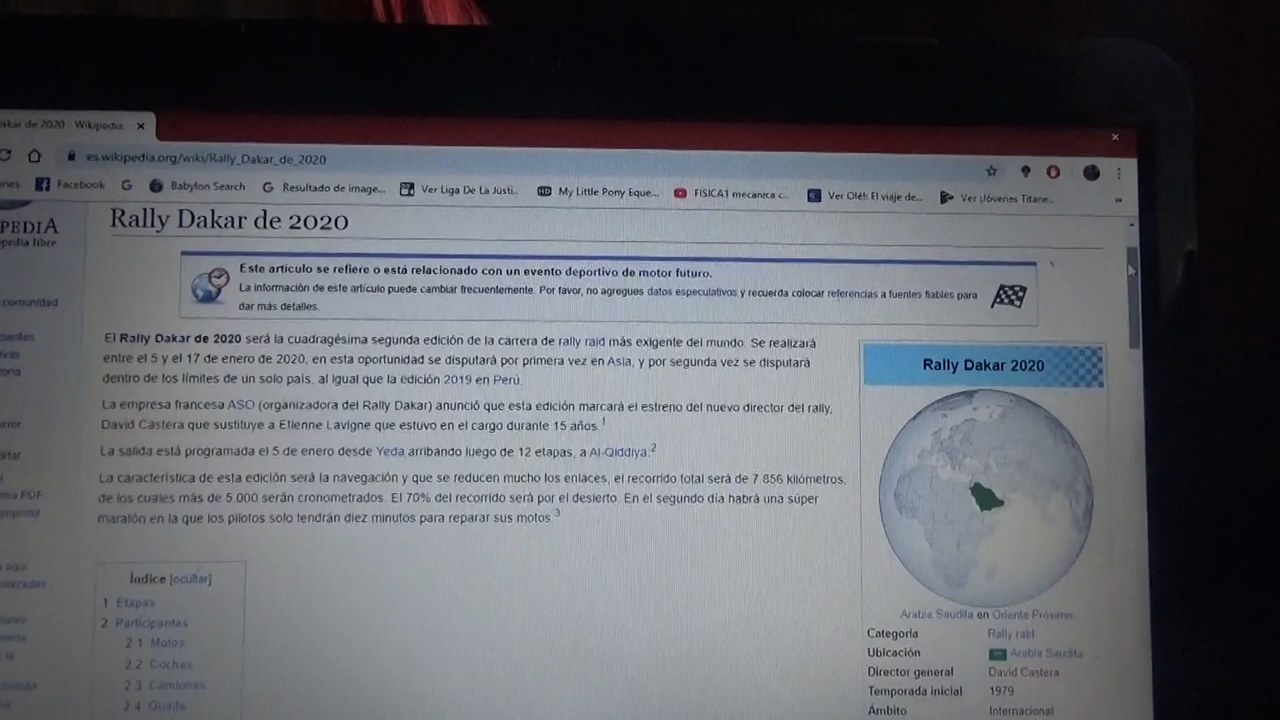 akar de 2020 - Wikipedia
es.wikipedia.org/wiki/Rally_Dakar_de_2020
Facebook
Babylon Search
Resultado de image...
Ver Liga De La Justi...
My Little Pony Eque...
FISICA1 mecanica c...
Ver Olé!: El viaje de...
Ver ¡Jóvenes Titane...
PEDIA
pedia libre
Rally Dakar de 2020
Este artículo se refiere o está relacionado con un evento deportivo de motor futuro.
La información de este artículo puede cambiar frecuentemente. Por favor, no agregues datos especulativos y recuerda colocar referencias a fuentes fiables para
dar más detalles.
comunidad
El Rally Dakar de 2020 será la cuadragésima segunda edición de la carrera de rally raid más exigente del mundo. Se realizará
entre el 5 y el 17 de enero de 2020, en esta oportunidad se disputará por primera vez en Asia, y por segunda vez se disputará
dentro de los límites de un solo país, al igual que la edición 2019 en Perú.
La empresa francesa ASO (organizadora del Rally Dakar) anunció que esta edición marcará el estreno del nuevo director del rally,
David Castera que sustituye a Etienne Lavigne que estuvo en el cargo durante 15 años.1
La salida está programada el 5 de enero desde Yeda arribando luego de 12 etapas, a Al-Qiddiya.2
La característica de esta edición será la navegación y que se reducen mucho los enlaces, el recorrido total será de 7.856 kilómetros,
de los cuales más de 5.000 serán cronometrados. El 70% del recorrido será por el desierto. En el segundo día habrá una súper
maratón en la que los pilotos solo tendrán diez minutos para reparar sus motos.3
Índice [ocultar]
1 Etapas
2 Participantes
2.1 Motos
2.2 Coches
2.3 Camiones
2.4 Quads
Rally Dakar 2020
Arabia Saudita en Oriente Próximo
Categoría Rally raid
Ubicación Arabia Saudita
Director general David Castera
Temporada inicial 1979
Ámbito Internacional